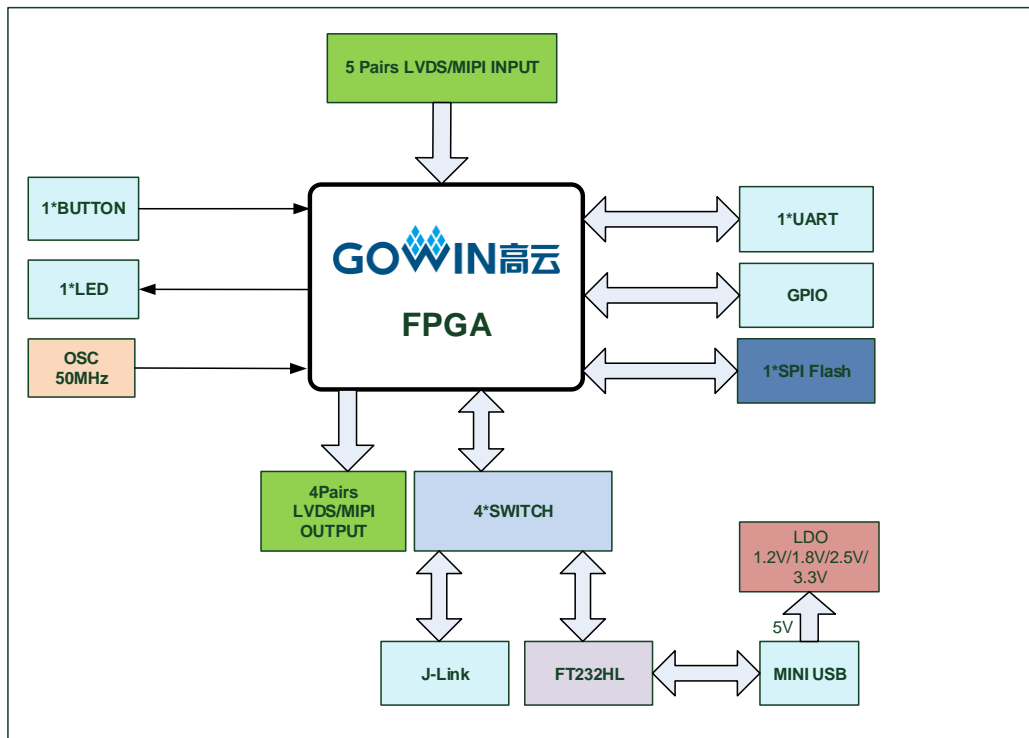 5 Pairs LVDS/MIPI INPUT
1*BUTTON
1*LED
OSC
50MHz
GOWIN高云
FPGA
1*UART
GPIO
1*SPI Flash
4Pairs
LVDS/MIPI
OUTPUT
4*SWITCH
LDO
1.2V/1.8V/2.5V/
3.3V
5V
J-Link
FT232HL
MINI USB